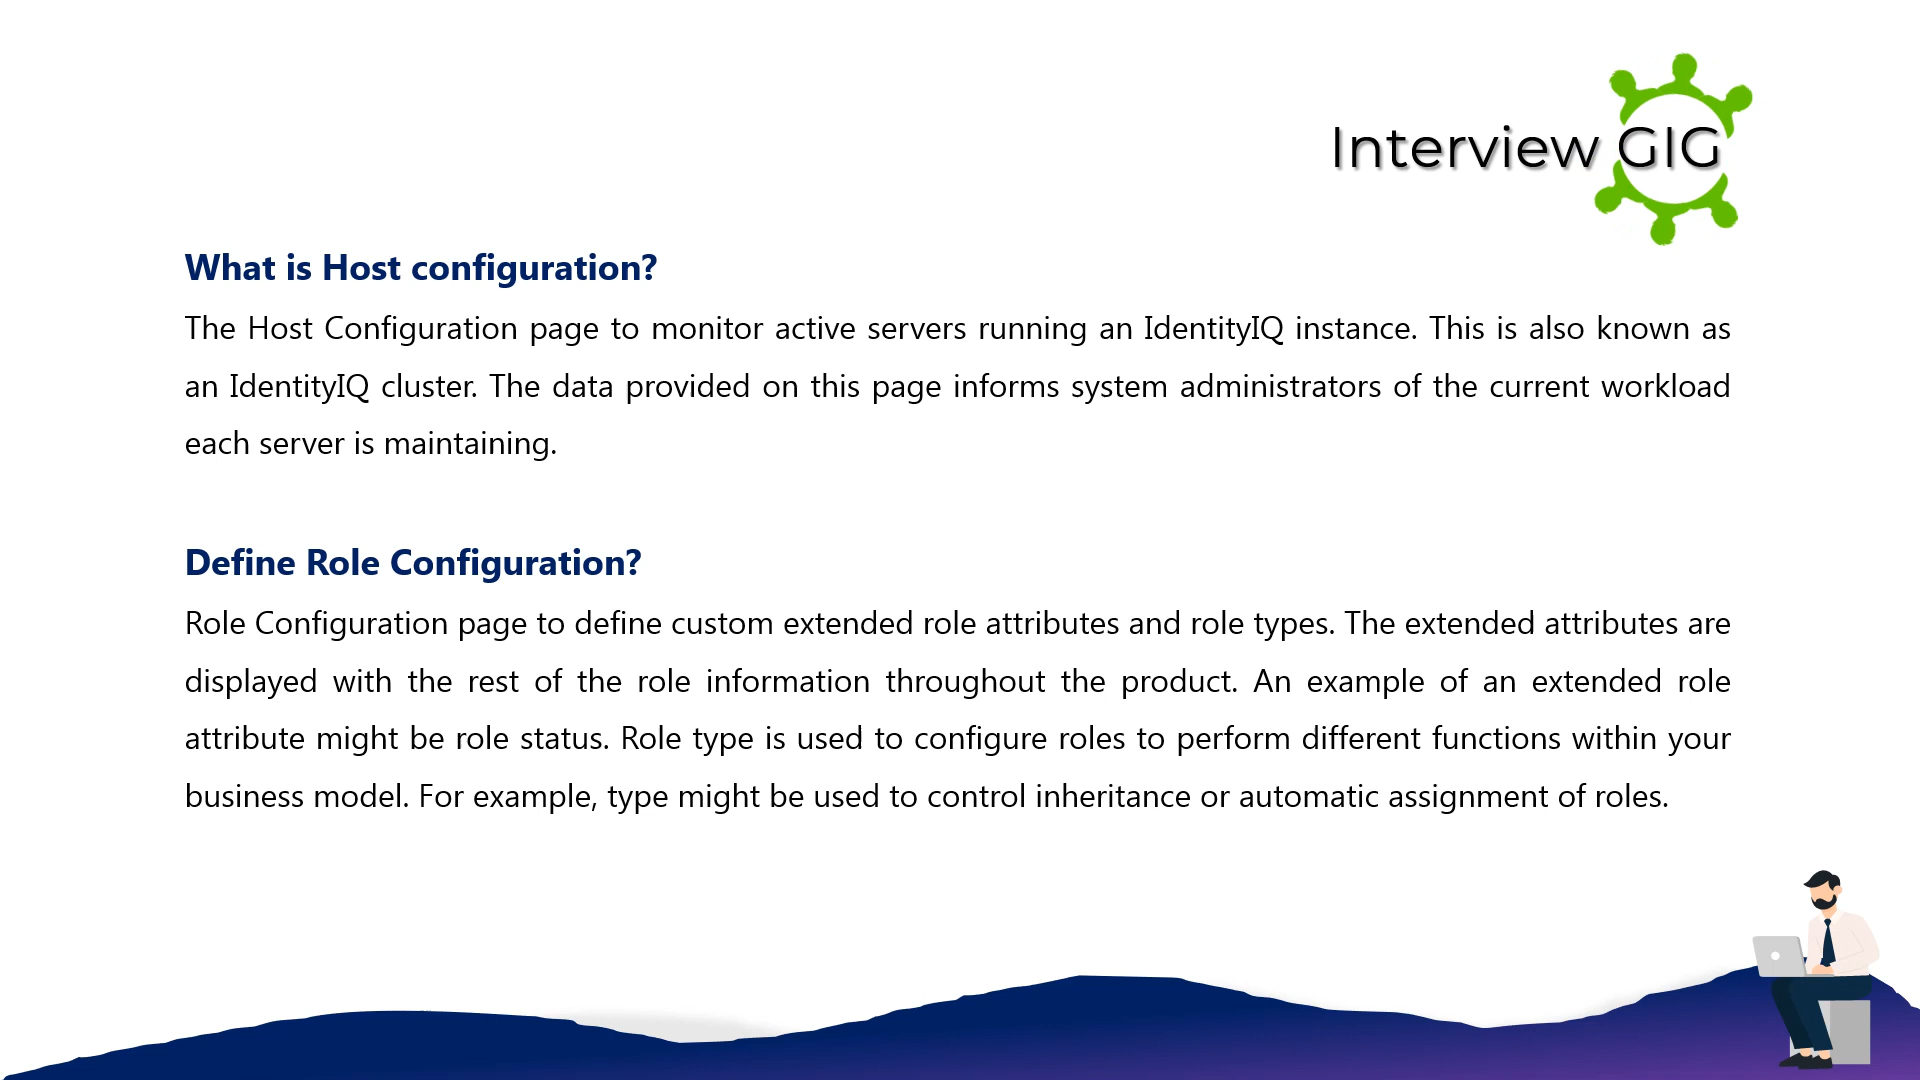 Interview GIG
What is Host configuration?
The Host Configuration page to monitor active servers running an IdentityIQ instance. This is also known as
an IdentityIQ cluster. The data provided on this page informs system administrators of the current workload
each server is maintaining.
Define Role Configuration?
Role Configuration page to define custom extended role attributes and role types. The extended attributes are
displayed with the rest of the role information throughout the product. An example of an extended role
attribute might be role status. Role type is used to configure roles to perform different functions within your
business model. For example, type might be used to control inheritance or automatic assignment of roles.